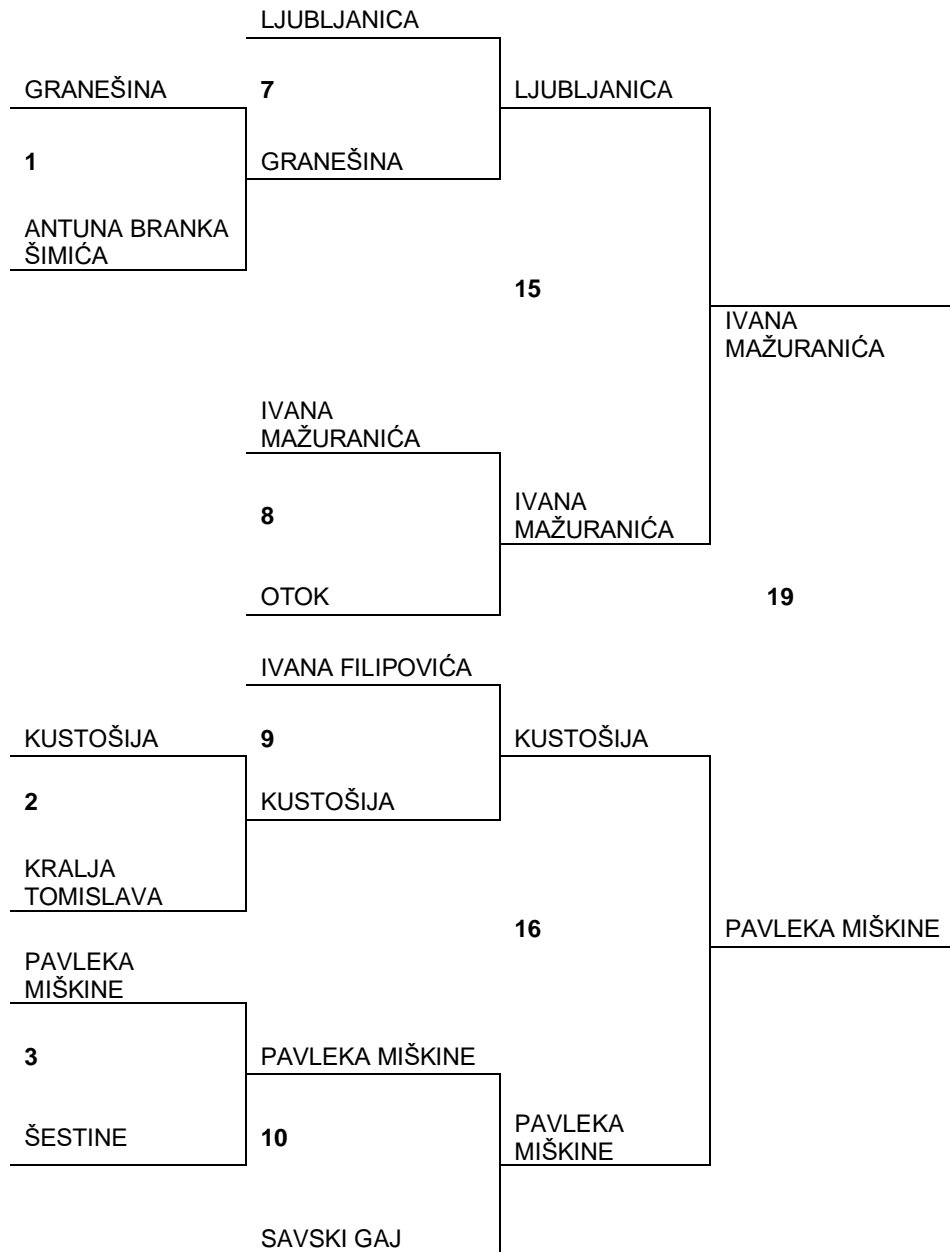 LJUBLJANICA
GRANEŠINA
7
LJUBLJANICA
1
GRANEŠINA
ANTUNA BRANKA
ŠIMIĆA
15
IVANA
MAŽURANIĆA
IVANA
MAŽURANIĆA
8
IVANA
MAŽURANIĆA
OTOK
19
IVANA FILIPOVIĆA
KUSTOŠIJA
9
KUSTOŠIJA
2
KUSTOŠIJA
KRALJA
TOMISLAVA
16
PAVLEKA MIŠKINE
PAVLEKA
MIŠKINE
3
PAVLEKA MIŠKINE
ŠESTINE
10
PAVLEKA
MIŠKINE
SAVSKI GAJ